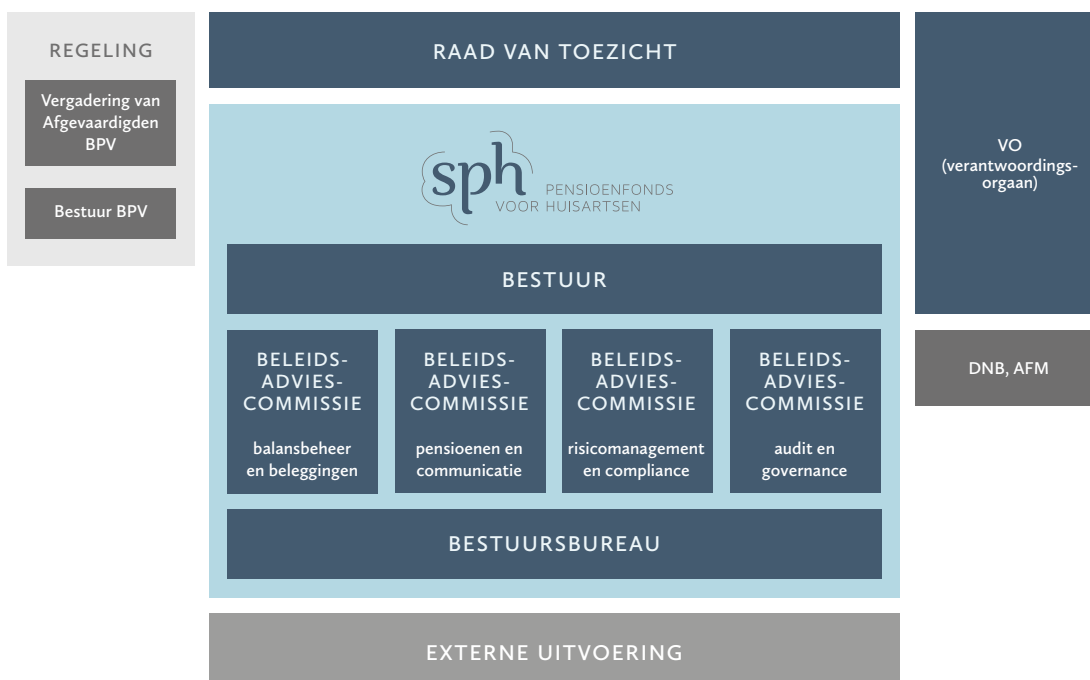 REGELING
Vergadering van
Afgevaardigden
BPV
Bestuur BPV
RAAD VAN TOEZICHT
sph PENSIOENFONDS
VOOR HUISARTSEN
BESTUUR
BELEIDS-
ADVIES-
COMMISSIE
balansbeheer
en beleggingen
BELEIDS-
ADVIES-
COMMISSIE
pensioenen en
communicatie
BELEIDS-
ADVIES-
COMMISSIE
risicomanagement
en compliance
BELEIDS-
ADVIES-
COMMISSIE
audit en
governance
BESTUURSBUREAU
EXTERNE UITVOERING
VO
(verantwoordings-
orgaan)
DNB, AFM